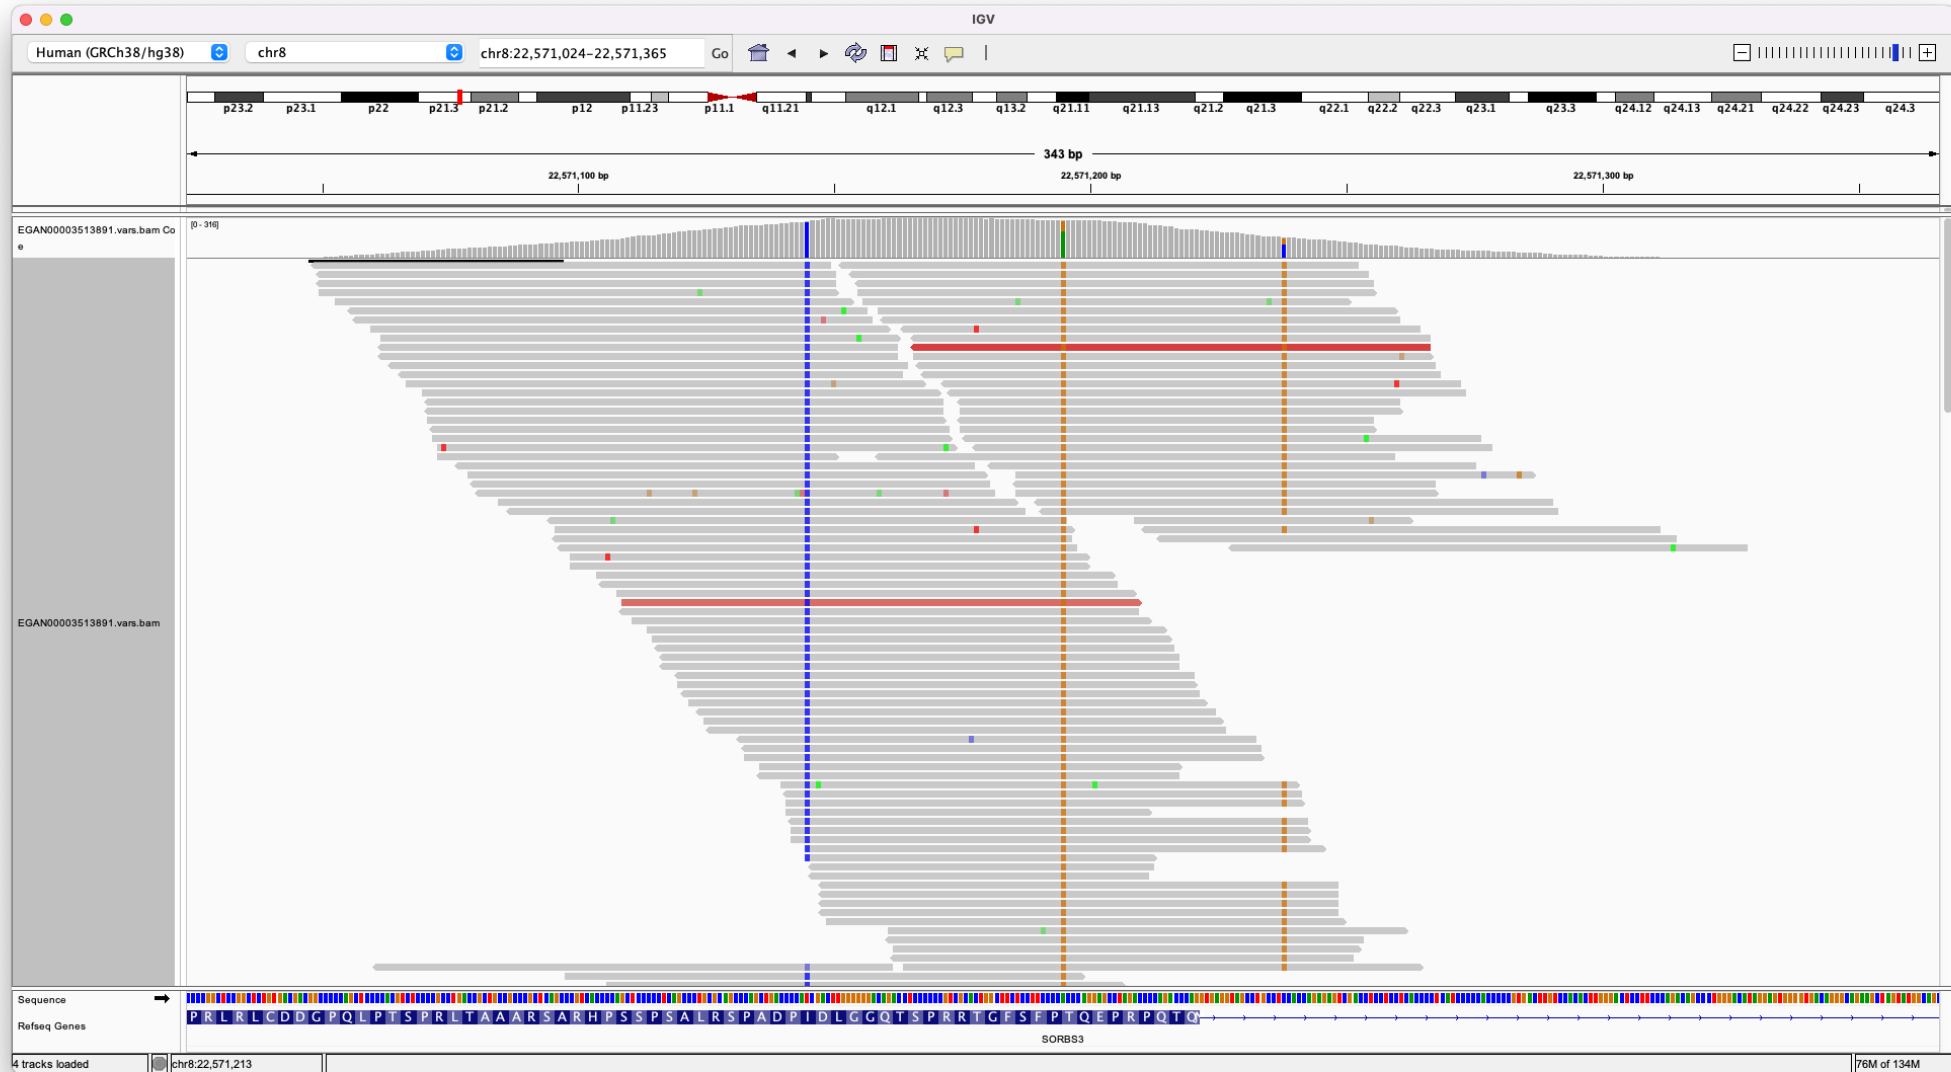 IGV
Human (GRCh38/hg38) chr8 chr8:22,571,024-22,571,365 Go
p23.2 p23.1 p22 p21.3 p21.2 p12 p11.23 p11.1 q11.21 q12.1 q12.3 q13.2 q21.11 q21.13 q21.2 q21.3 q22.1 q22.2 q22.3 q23.1 q23.3 q24.12 q24.13 q24.21 q24.22 q24.23 q24.3
343 bp
22,571,100 bp 22,571,200 bp 22,571,300 bp
EGAN00003513891.vars.bam Co
e
[0 - 316]
EGAN00003513891.vars.bam
Sequence
Refseq Genes
P R L R L C D D G P Q L P T S P R L T A A A R S A R H P S S P S A L R S P A D P I D L G G Q T S P R R T G F S F P T Q E P R P Q T Q
SORBS3
4 tracks loaded chr8:22,571,213 76M of 134M